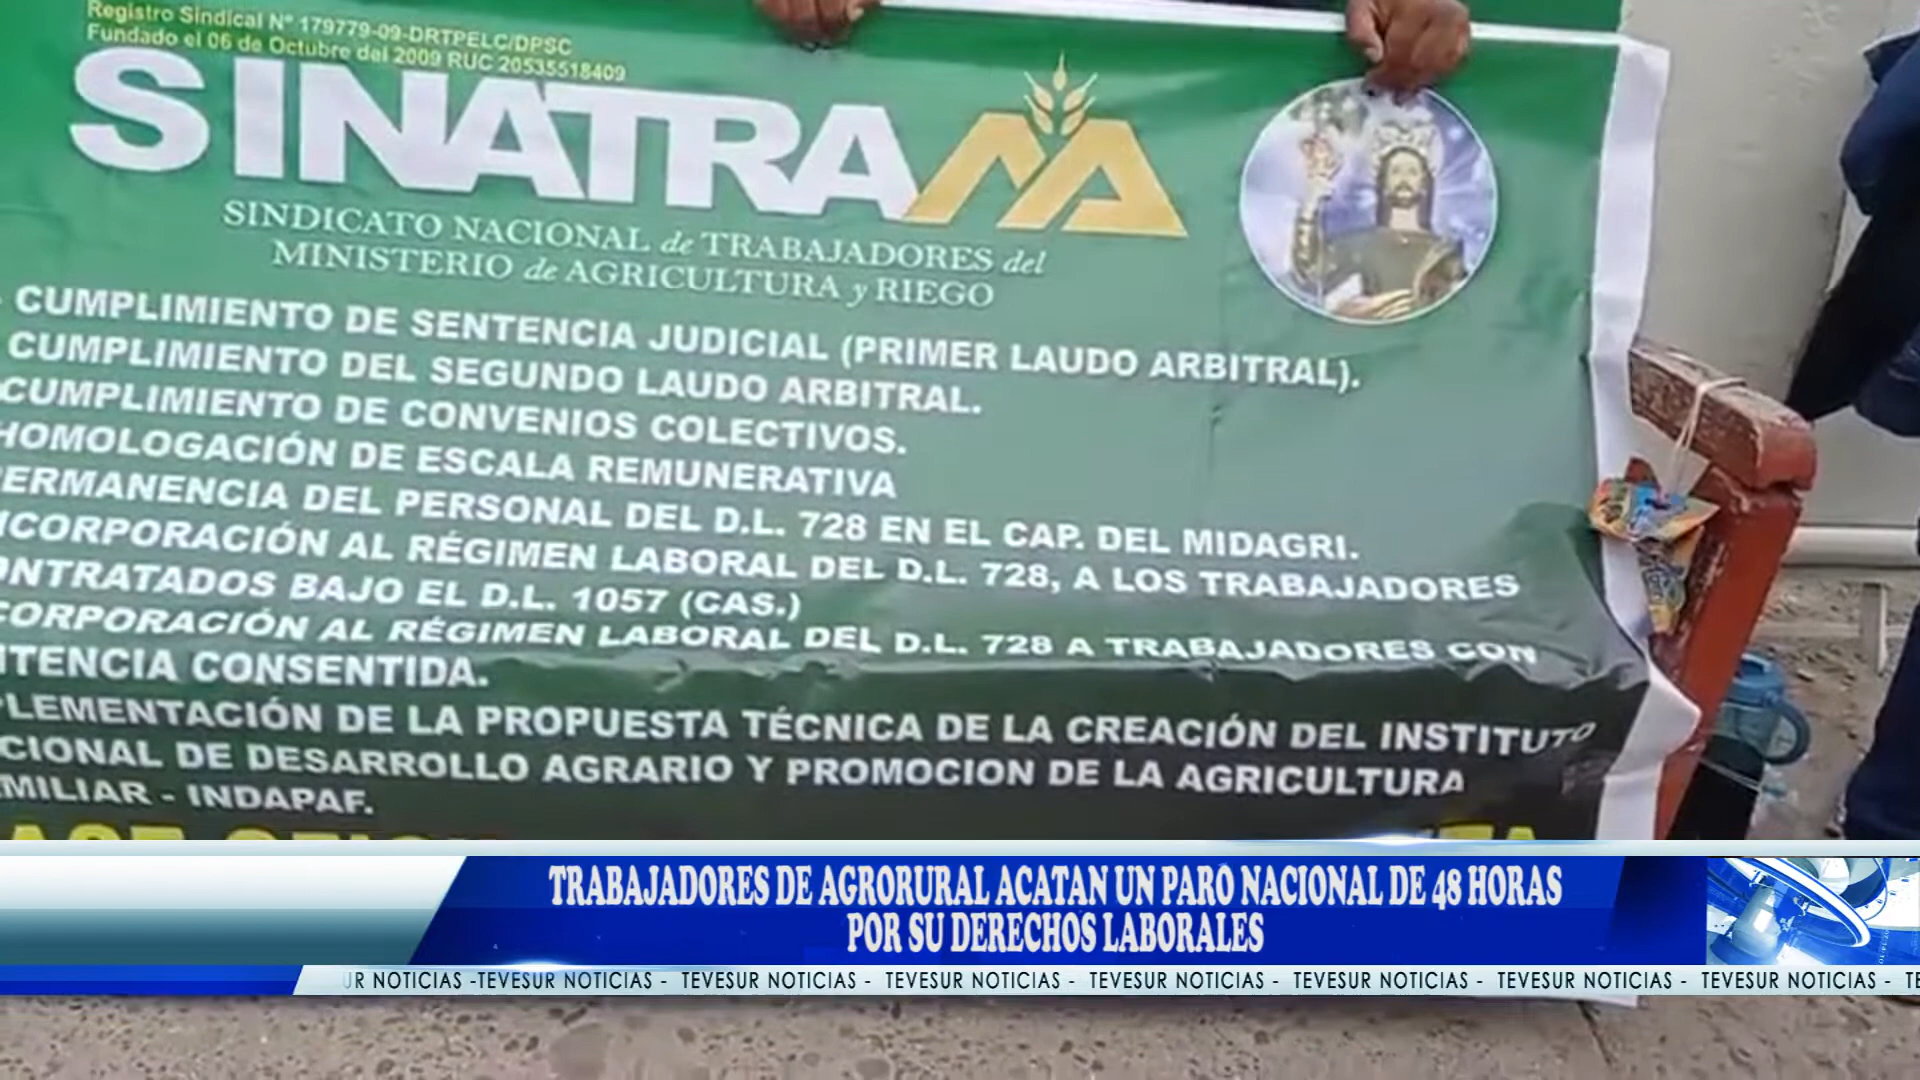 Registro Sindical N° 179779-09-DRTPELC/DPSC
Fundado el 06 de Octubre del 2009 RUC 20535518409
SINATRAMA
SINDICATO NACIONAL de TRABAJADORES del
MINISTERIO de AGRICULTURA y RIEGO
- CUMPLIMIENTO DE SENTENCIA JUDICIAL (PRIMER LAUDO ARBITRAL).
CUMPLIMIENTO DEL SEGUNDO LAUDO ARBITRAL.
CUMPLIMIENTO DE CONVENIOS COLECTIVOS.
HOMOLOGACIÓN DE ESCALA REMUNERATIVA
ERMANENCIA DEL PERSONAL DEL D.L. 728 EN EL CAP. DEL MIDAGRI.
CORPORACIÓN AL RÉGIMEN LABORAL DEL D.L. 728, A LOS TRABAJADORES
ONTRATADOS BAJO EL D.L. 1057 (CAS.)
CORPORACIÓN AL RÉGIMEN LABORAL DEL D.L. 728 A TRABAJADORES CON
TENCIA CONSENTIDA.
PLEMENTACIÓN DE LA PROPUESTA TÉCNICA DE LA CREACIÓN DEL INSTITUTO
CIONAL DE DESARROLLO AGRARIO Y PROMOCION DE LA AGRICULTURA
MILIAR - INDAPAF.
TRABAJADORES DE AGRORURAL ACATAN UN PARO NACIONAL DE 48 HORAS
POR SU DERECHOS LABORALES
UR NOTICIAS -TEVESUR NOTICIAS - TEVESUR NOTICIAS - TEVESUR NOTICIAS - TEVESUR NOTICIAS - TEVESUR NOTICIAS - TEVESUR NOTICIAS - TEVESUR NOTICIAS - TE